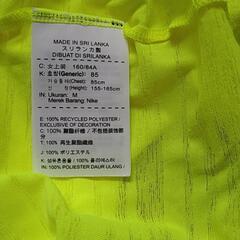 MADE IN SRI LANKA
スリランカ製
DIBUAT DI SRILANKA
C: 女上装 160/84A
K: 호칭(Generic): 85
가슴둘레(Chest): 85cm
신장(Height): 155-165cm
IN: Ukuran: M
Merek Barang: Nike
E: 100% RECYCLED POLYESTER /
EXCLUSIVE OF DECORATION
C: 100% 聚酯纤维 / 不包括装饰部分
T: 100% 再生聚酯纖維
J: 100% ポリエステル
K: 섬유혼용율 / 100% 폴리에스터
IN: 100% POLIESTER DAUR ULANG /